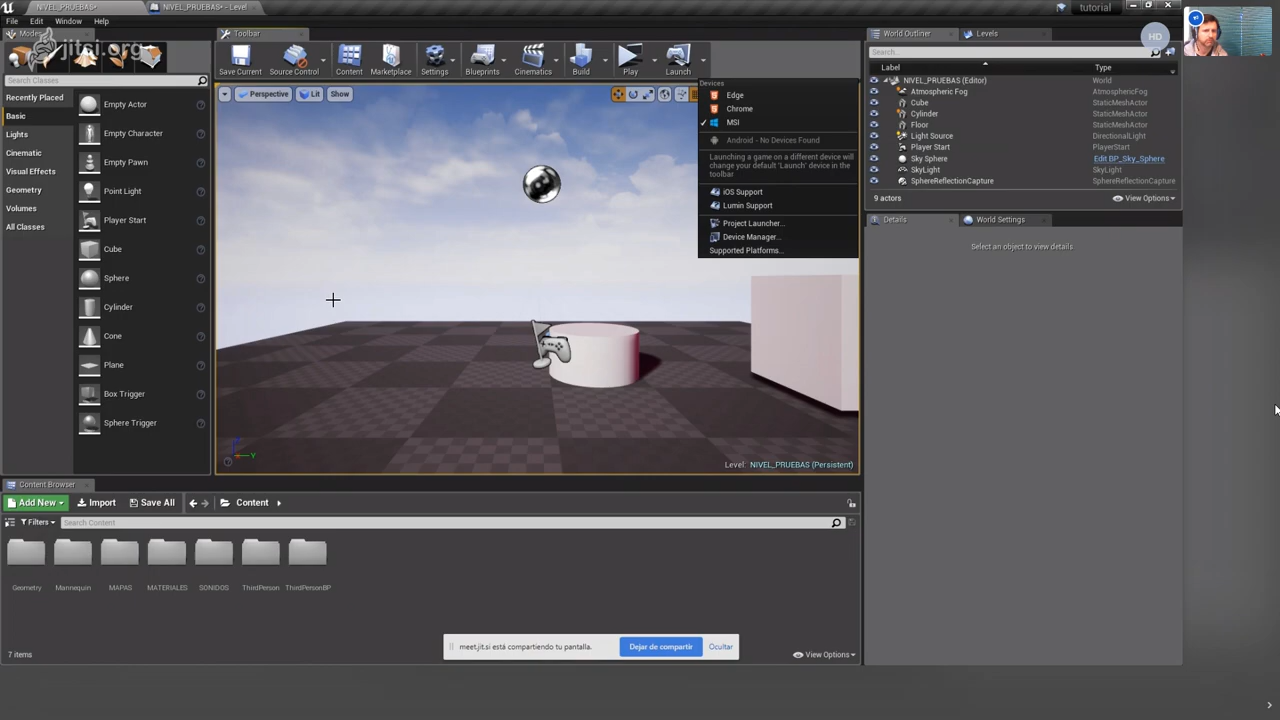 NIVEL_PRUEBAS*
NIVEL_PRUEBAS* - Level
tutorial
File Edit Window Help
Modes
jitsi.org
Search Classes
Recently Placed
Basic
Lights
Cinematic
Visual Effects
Geometry
Volumes
All Classes
Empty Actor
Empty Character
Empty Pawn
Point Light
Player Start
Cube
Sphere
Cylinder
Cone
Plane
Box Trigger
Sphere Trigger
Toolbar
Save Current
Source Control
Content
Marketplace
Settings
Blueprints
Cinematics
Build
Play
Launch
Perspective
Lit
Show
Devices
Edge
Chrome
MSI
Android - No Devices Found
Launching a game on a different device will
change your default 'Launch' device in the
toolbar
iOS Support
Lumin Support
Project Launcher...
Device Manager...
Supported Platforms...
Y
Level: NIVEL_PRUEBAS (Persistent)
World Outliner
Levels
HD
Search...
Label Type
NIVEL_PRUEBAS (Editor) World
Atmospheric Fog AtmosphericFog
Cube StaticMeshActor
Cylinder StaticMeshActor
Floor StaticMeshActor
Light Source DirectionalLight
Player Start PlayerStart
Sky Sphere Edit BP_Sky_Sphere
SkyLight SkyLight
SphereReflectionCapture SphereReflectionCapture
9 actors
View Options
Details
World Settings
Select an object to view details.
Content Browser
Add New Import Save All Content
Filters Search Content
Geometry Mannequin MAPAS MATERIALES SONIDOS ThirdPerson ThirdPersonBP
7 items
View Options
meet.jit.si está compartiendo tu pantalla.
Dejar de compartir
Ocultar